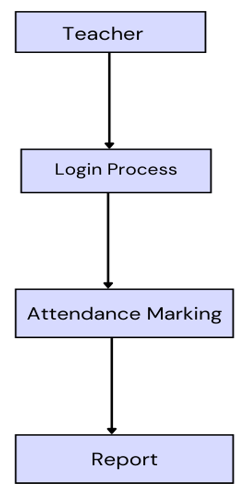 Teacher
Login Process
Attendance Marking
Report